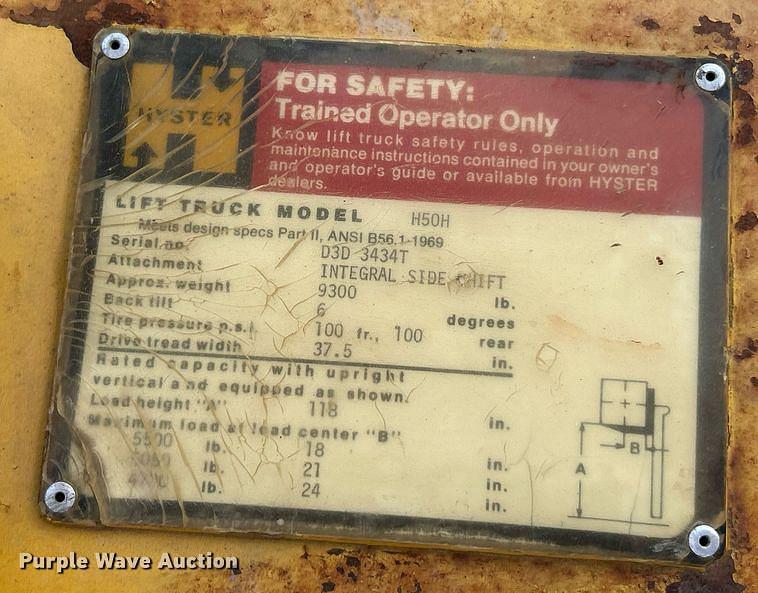 HYSTER
FOR SAFETY:
Trained Operator Only
Know lift truck safety rules, operation and
maintenance instructions contained in your owner's
and operator's guide or available from HYSTER
dealers.
LIFT TRUCK MODEL H50H
Meets design specs Part II, ANSI B56.1-1969
Serial no. D3D 3434T
Attachment INTEGRAL SIDE SHIFT
Approx. weight 9300 lb.
Back tilt 6 degrees
Tire pressure p.s.i. 100 fr., 100 rear
Drive tread width 37.5 in.
Rated capacity with upright
vertical and equipped as shown.
Load height "A" 118 in.
Maximum load at load center "B"
5500 lb. 18 in.
lb. 21 in.
lb. 24 in.
A
B
Purple Wave Auction